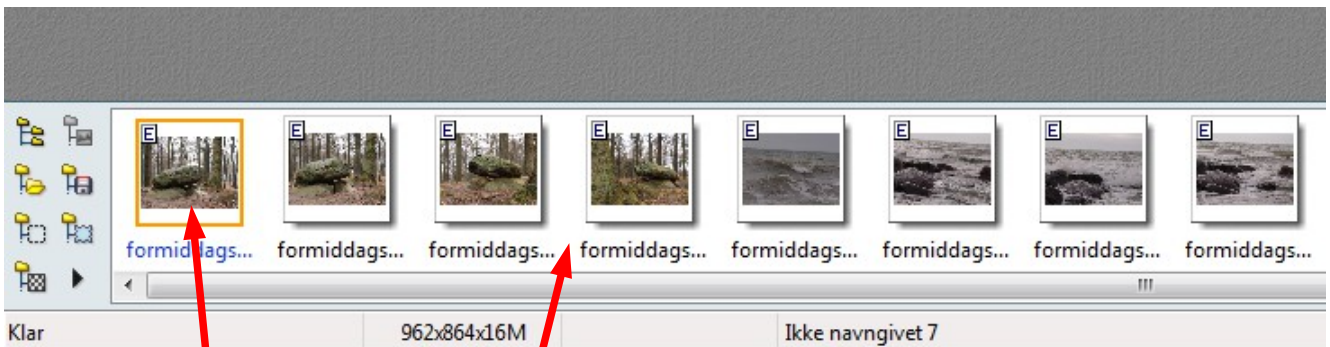 E E E E E E E E
formiddags... formiddags... formiddags... formiddags... formiddags... formiddags... formiddags... formiddags...
Klar 962x864x16M Ikke navngivet 7